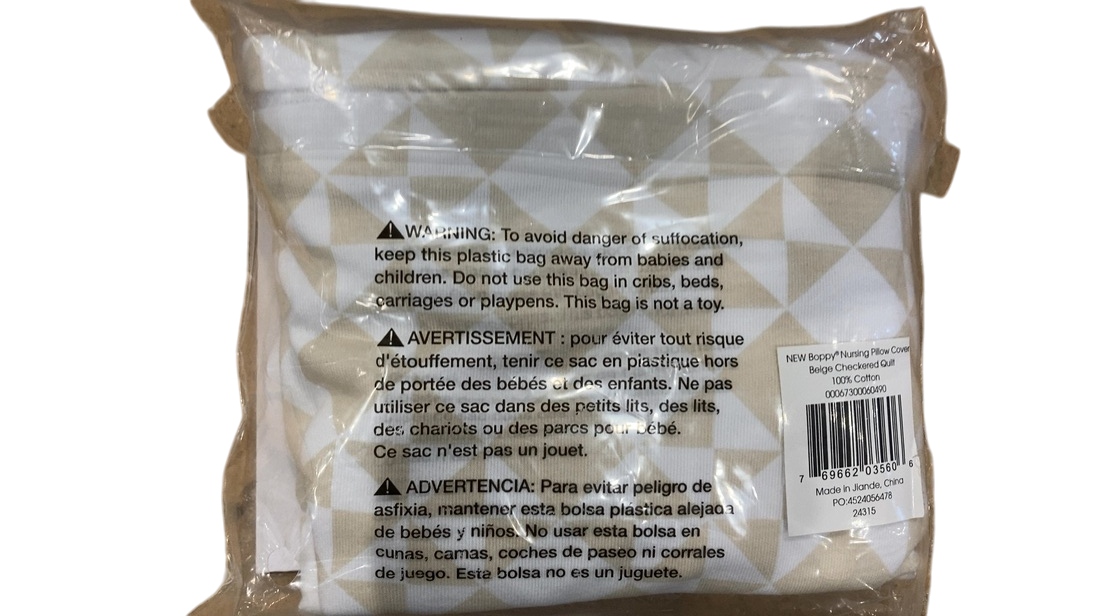 ⚠WARNING: To avoid danger of suffocation,
keep this plastic bag away from babies and
children. Do not use this bag in cribs, beds,
carriages or playpens. This bag is not a toy.
⚠ AVERTISSEMENT : pour éviter tout risque
d'étouffement, tenir ce sac en plastique hors
de portée des bébés et des enfants. Ne pas
utiliser ce sac dans des petits lits, des lits,
des chariots ou des parcs pour bébé.
Ce sac n'est pas un jouet.
⚠ ADVERTENCIA: Para evitar peligro de
asfixia, mantener esta bolsa plástica alejada
de bebés y niños. No usar esta bolsa en
cunas, camas, coches de paseo ni corrales
de juego. Esta bolsa no es un juguete.
NEW Boppy® Nursing Pillow Cover
Beige Checkered Quilt
100% Cotton
00067300060490
7 69662 03560 6
Made in Jiande, China
PO:4524056478
24315